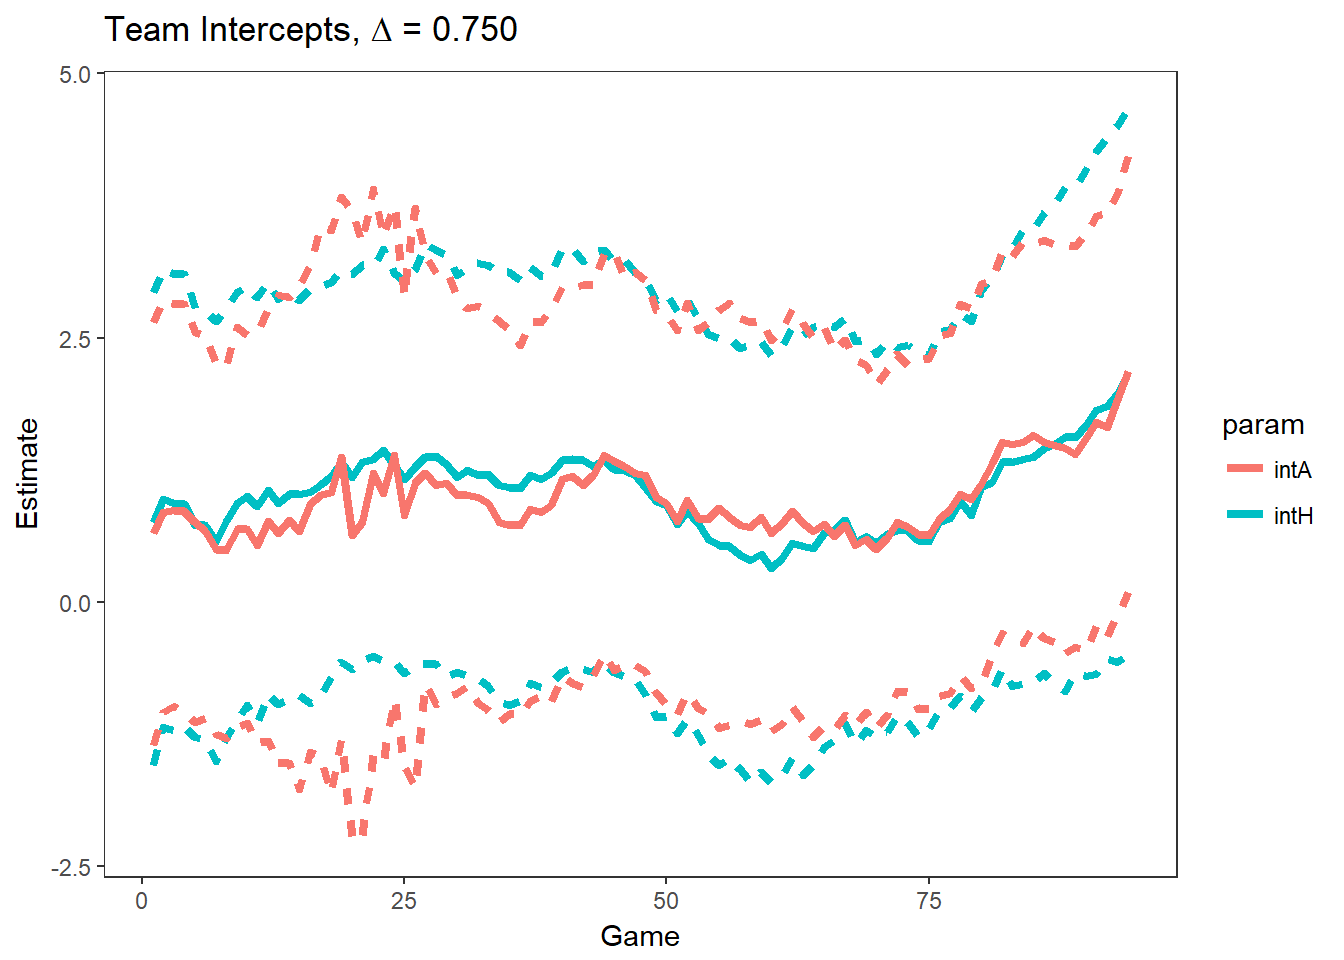 Team Intercepts, Δ = 0.750
5.0
2.5
0.0
-2.5
Estimate
0
25
50
75
Game
param
intA
intH